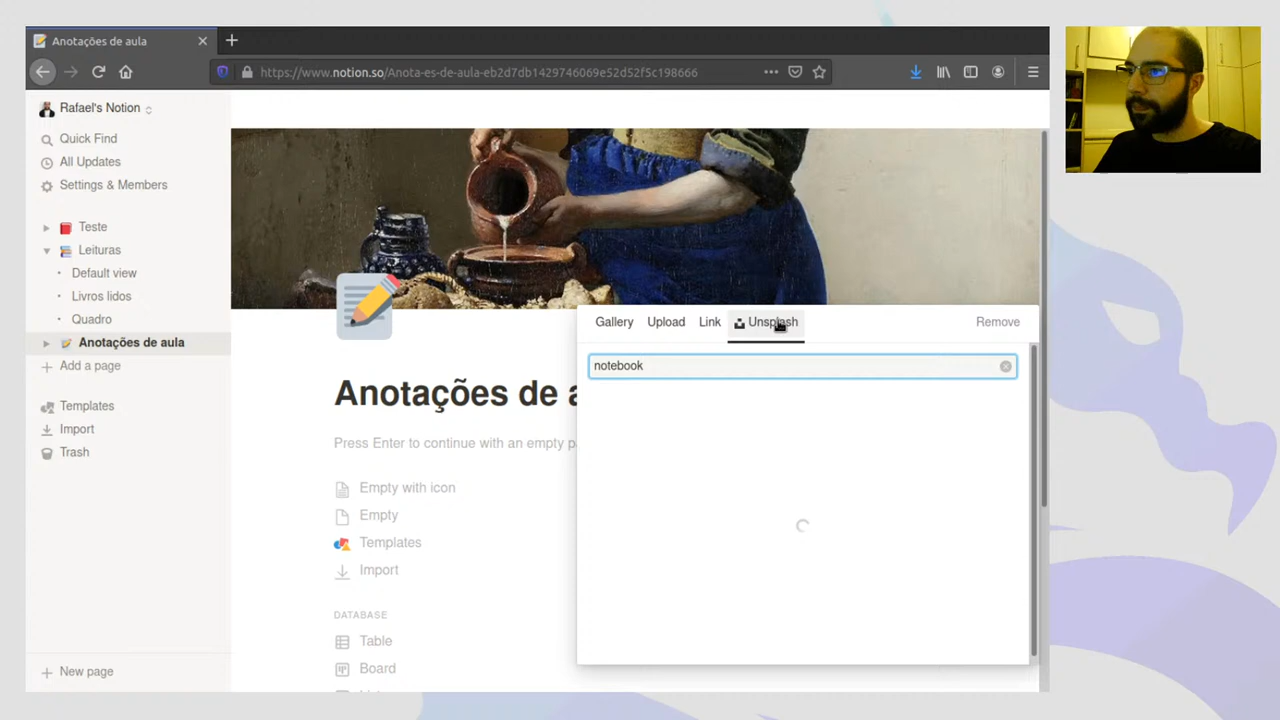 Anotações de aula
https://www.notion.so/Anota-es-de-aula-eb2d7db1429746069e52d52f5c198666
Rafael's Notion
Quick Find
All Updates
Settings & Members
Teste
Leituras
Default view
Livros lidos
Quadro
Anotações de aula
Add a page
Templates
Import
Trash
New page
Gallery Upload Link Unsplash Remove
notebook
Anotações de a
Press Enter to continue with an empty p
Empty with icon
Empty
Templates
Import
DATABASE
Table
Board